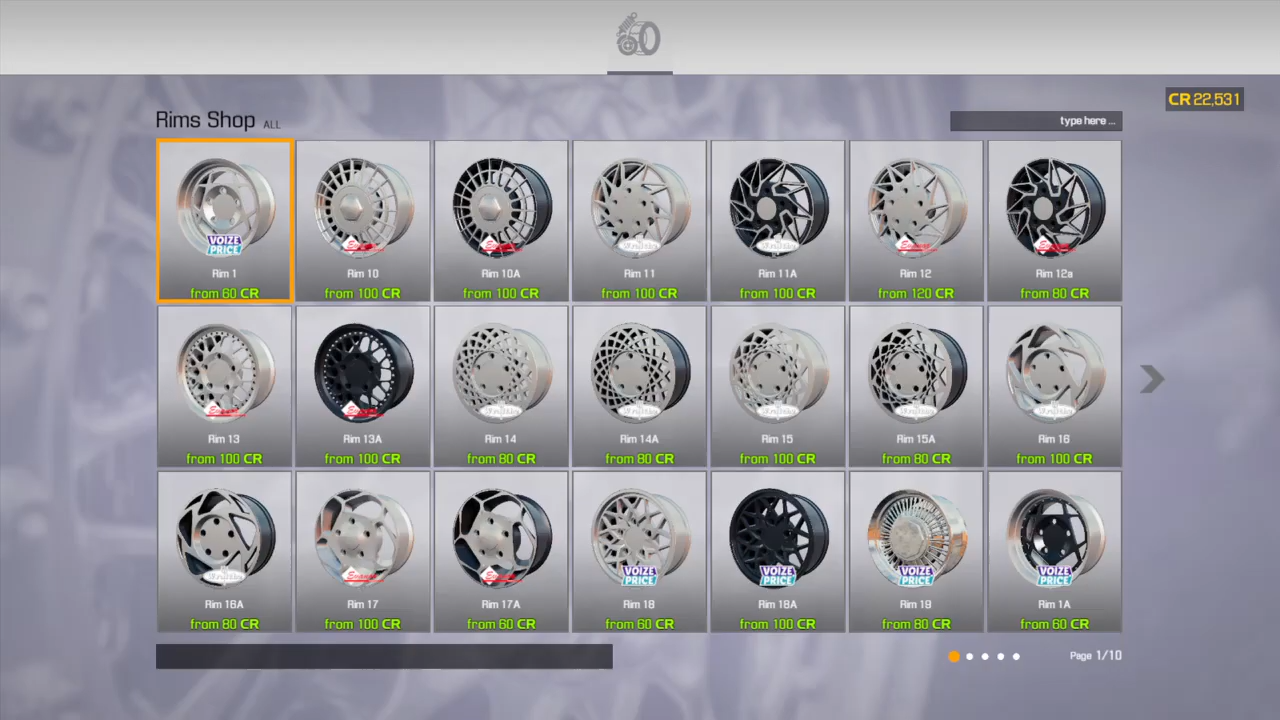 CR 22,531
Rims Shop ALL
type here ...
VOIZE PRICE
Rim 1
from 60 CR
Rim 10
from 100 CR
Rim 10A
from 100 CR
Rim 11
from 100 CR
Rim 11A
from 100 CR
Rim 12
from 120 CR
Rim 12a
from 80 CR
Rim 13
from 100 CR
Rim 13A
from 100 CR
Rim 14
from 80 CR
Rim 14A
from 80 CR
Rim 15
from 100 CR
Rim 15A
from 80 CR
Rim 16
from 100 CR
Rim 16A
from 80 CR
Rim 17
from 100 CR
Rim 17A
from 60 CR
VOIZE PRICE
Rim 18
from 60 CR
VOIZE PRICE
Rim 18A
from 100 CR
VOIZE PRICE
Rim 19
from 80 CR
VOIZE PRICE
Rim 1A
from 60 CR
Page 1/10